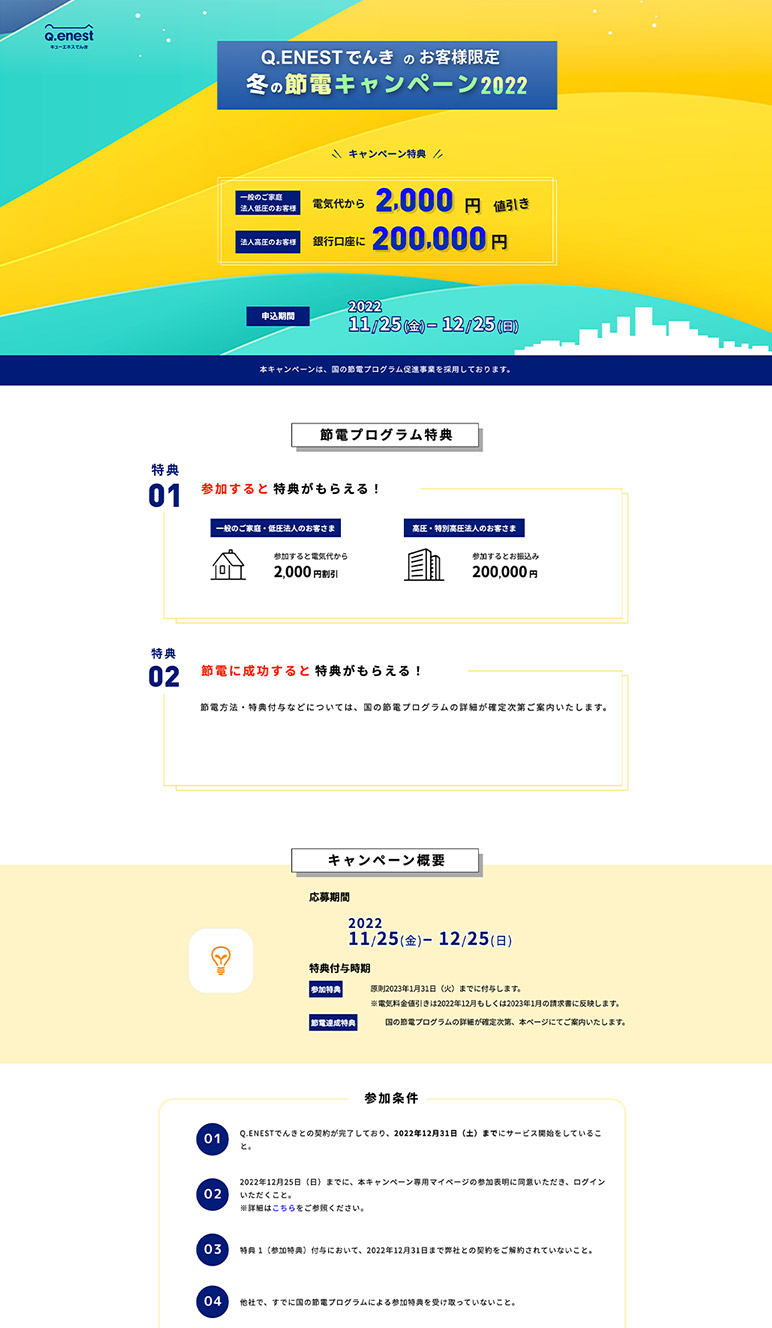 Q.enest
キューエネスでんき
Q.ENESTでんき のお客様限定
冬の節電キャンペーン2022
キャンペーン特典
一般のご家庭
法人低圧のお客様
電気代から 2,000 円 値引き
法人高圧のお客様
銀行口座に 200,000 円
申込期間
2022
11/25(金)− 12/25(日)
本キャンペーンは、国の節電プログラム促進事業を採用しております。
節電プログラム特典
特典
01
参加すると 特典がもらえる！
一般のご家庭・低圧法人のお客さま
参加すると電気代から
2,000 円割引
高圧・特別高圧法人のお客さま
参加するとお振込み
200,000 円
特典
02
節電に成功すると 特典がもらえる！
節電方法・特典付与などについては、国の節電プログラムの詳細が確定次第ご案内いたします。
キャンペーン概要
応募期間
2022
11/25(金)− 12/25(日)
特典付与時期
参加特典
原則2023年1月31日（火）までに付与します。
※電気料金値引きは2022年12月もしくは2023年1月の請求書に反映します。
節電達成特典
国の節電プログラムの詳細が確定次第、本ページにてご案内いたします。
参加条件
01
Q.ENESTでんきとの契約が完了しており、2022年12月31日（土）までにサービス開始をしているこ
と。
02
2022年12月25日（日）までに、本キャンペーン専用マイページの参加表明に同意いただき、ログイン
いただくこと。
※詳細はこちらをご参照ください。
03
特典 1（参加特典）付与において、2022年12月31日まで弊社との契約をご解約されていないこと。
04
他社で、すでに国の節電プログラムによる参加特典を受け取っていないこと。